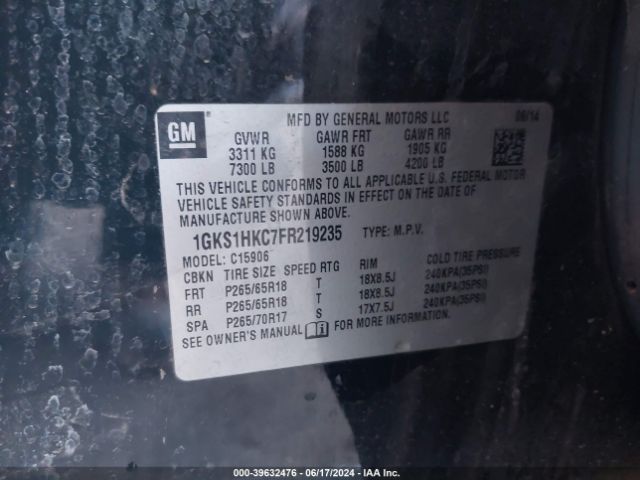 GM
MFD BY GENERAL MOTORS LLC 06/14
GVWR GAWR FRT GAWR RR
3311 KG 1588 KG 1905 KG
7300 LB 3500 LB 4200 LB
THIS VEHICLE CONFORMS TO ALL APPLICABLE U.S. FEDERAL MOTOR
VEHICLE SAFETY STANDARDS IN EFFECT ON THE DATE OF
MANUFACTURE SHOWN ABOVE.
1GKS1HKC7FR219235 TYPE: M.P.V.
MODEL: C15906
CBKN TIRE SIZE SPEED RTG RIM COLD TIRE PRESSURE
FRT P265/65R18 T 18X8.5J 240KPA(35PSI)
RR P265/65R18 T 18X8.5J 240KPA(35PSI)
SPA P265/70R17 S 17X7.5J 240KPA(35PSI)
SEE OWNER'S MANUAL FOR MORE INFORMATION.
000-39632476 - 06/17/2024 - IAA Inc.